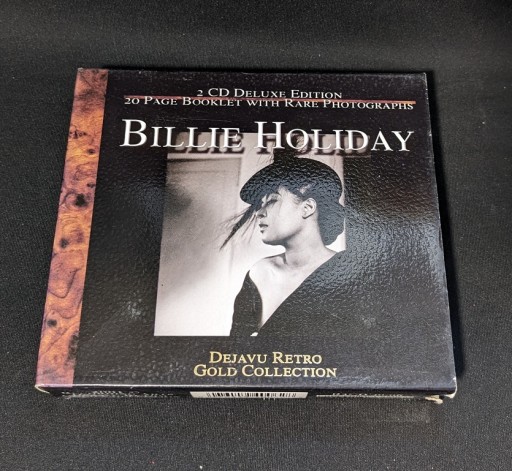 2 CD Deluxe Edition
20 Page Booklet with Rare Photographs
Billie Holiday
Dejavu Retro
Gold Collection